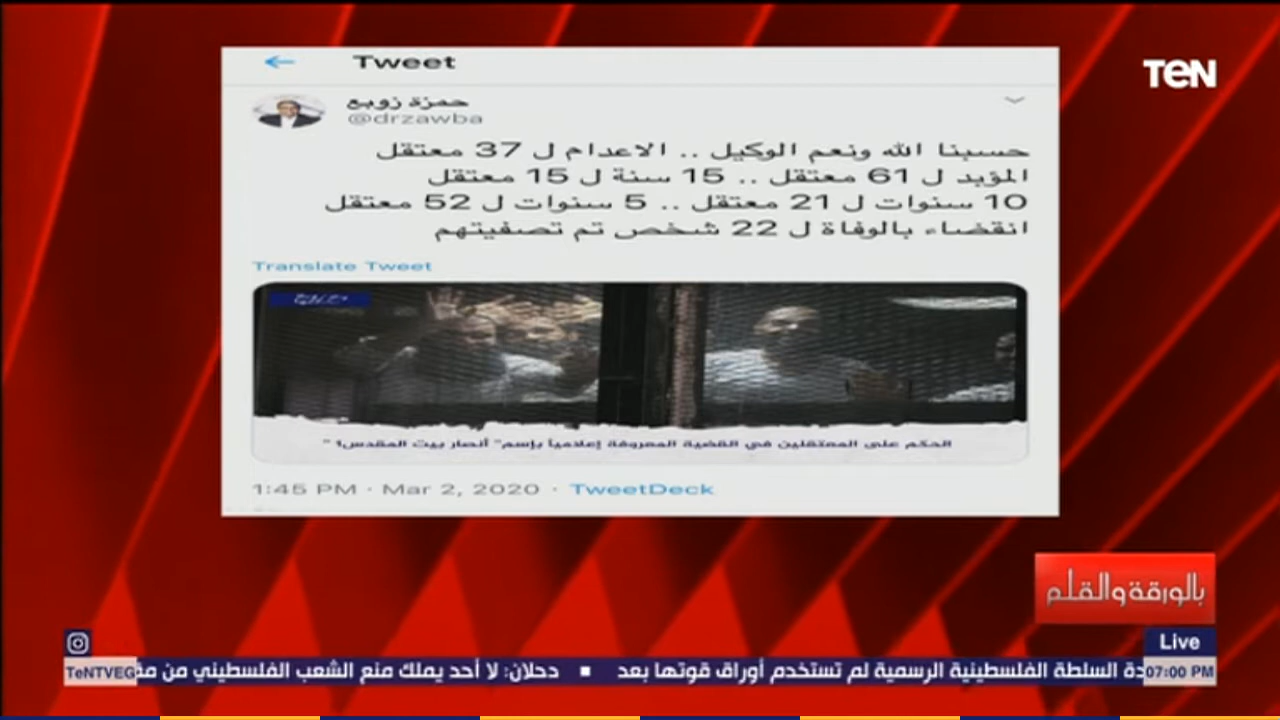 TeN
Tweet
حمزة زوبع
@drzawba
حسبنا الله ونعم الوكيل .. الاعدام ل 37 معتقل
المؤبد ل 61 معتقل .. 15 سنة ل 15 معتقل
10 سنوات ل 21 معتقل .. 5 سنوات ل 52 معتقل
انقضاء بالوفاة ل 22 شخص تم تصفيتهم
Translate Tweet
الحكم على المعتقلين في القضية المعروفة إعلامياً بإسم" أنصار بيت المقدس1 "
1:45 PM · Mar 2, 2020 · TweetDeck
بالورقة والقلم
Live
07:00 PM
السلطة الفلسطينية الرسمية لم تستخدم أوراق قوتها بعد ■ دحلان: لا أحد يملك منع الشعب الفلسطيني من
TeNTVEG